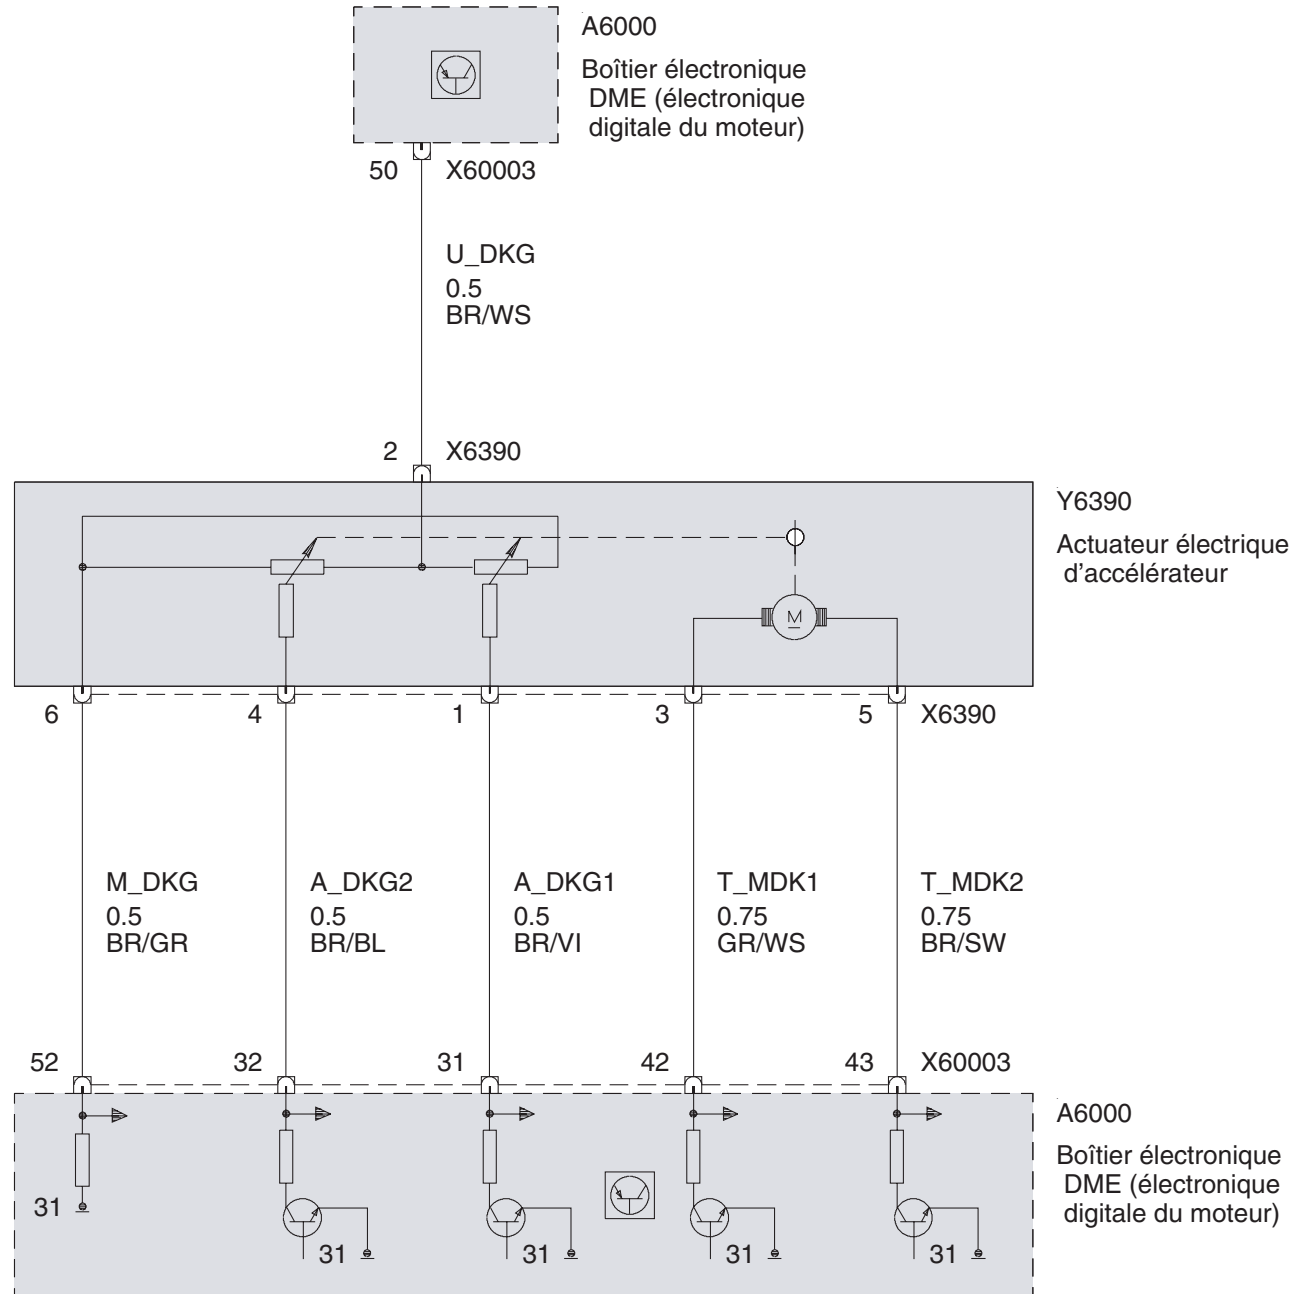 A6000
Boîtier électronique
DME (électronique
digitale du moteur)
50 X60003
U_DKG
0.5
BR/WS
2 X6390
Y6390
Actuateur électrique
d'accélérateur
M
6 4 1 3 5 X6390
M_DKG A_DKG2 A_DKG1 T_MDK1 T_MDK2
0.5 0.5 0.5 0.75 0.75
BR/GR BR/BL BR/VI GR/WS BR/SW
52 32 31 42 43 X60003
A6000
Boîtier électronique
DME (électronique
digitale du moteur)
31
31 31 31 31